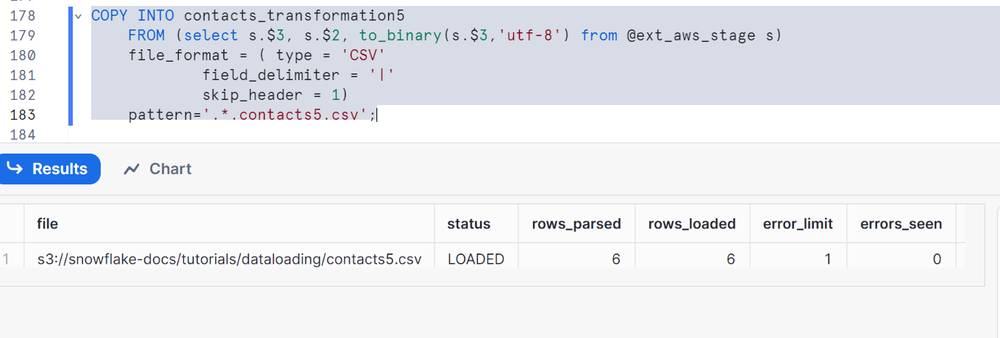 178 COPY INTO contacts_transformation5
179 FROM (select s.$3, s.$2, to_binary(s.$3,'utf-8') from @ext_aws_stage s)
180 file_format = ( type = 'CSV'
181 field_delimiter = '|'
182 skip_header = 1)
183 pattern='.*.contacts5.csv';
184
Results Chart
file status rows_parsed rows_loaded error_limit errors_seen
1 s3://snowflake-docs/tutorials/dataloading/contacts5.csv LOADED 6 6 1 0